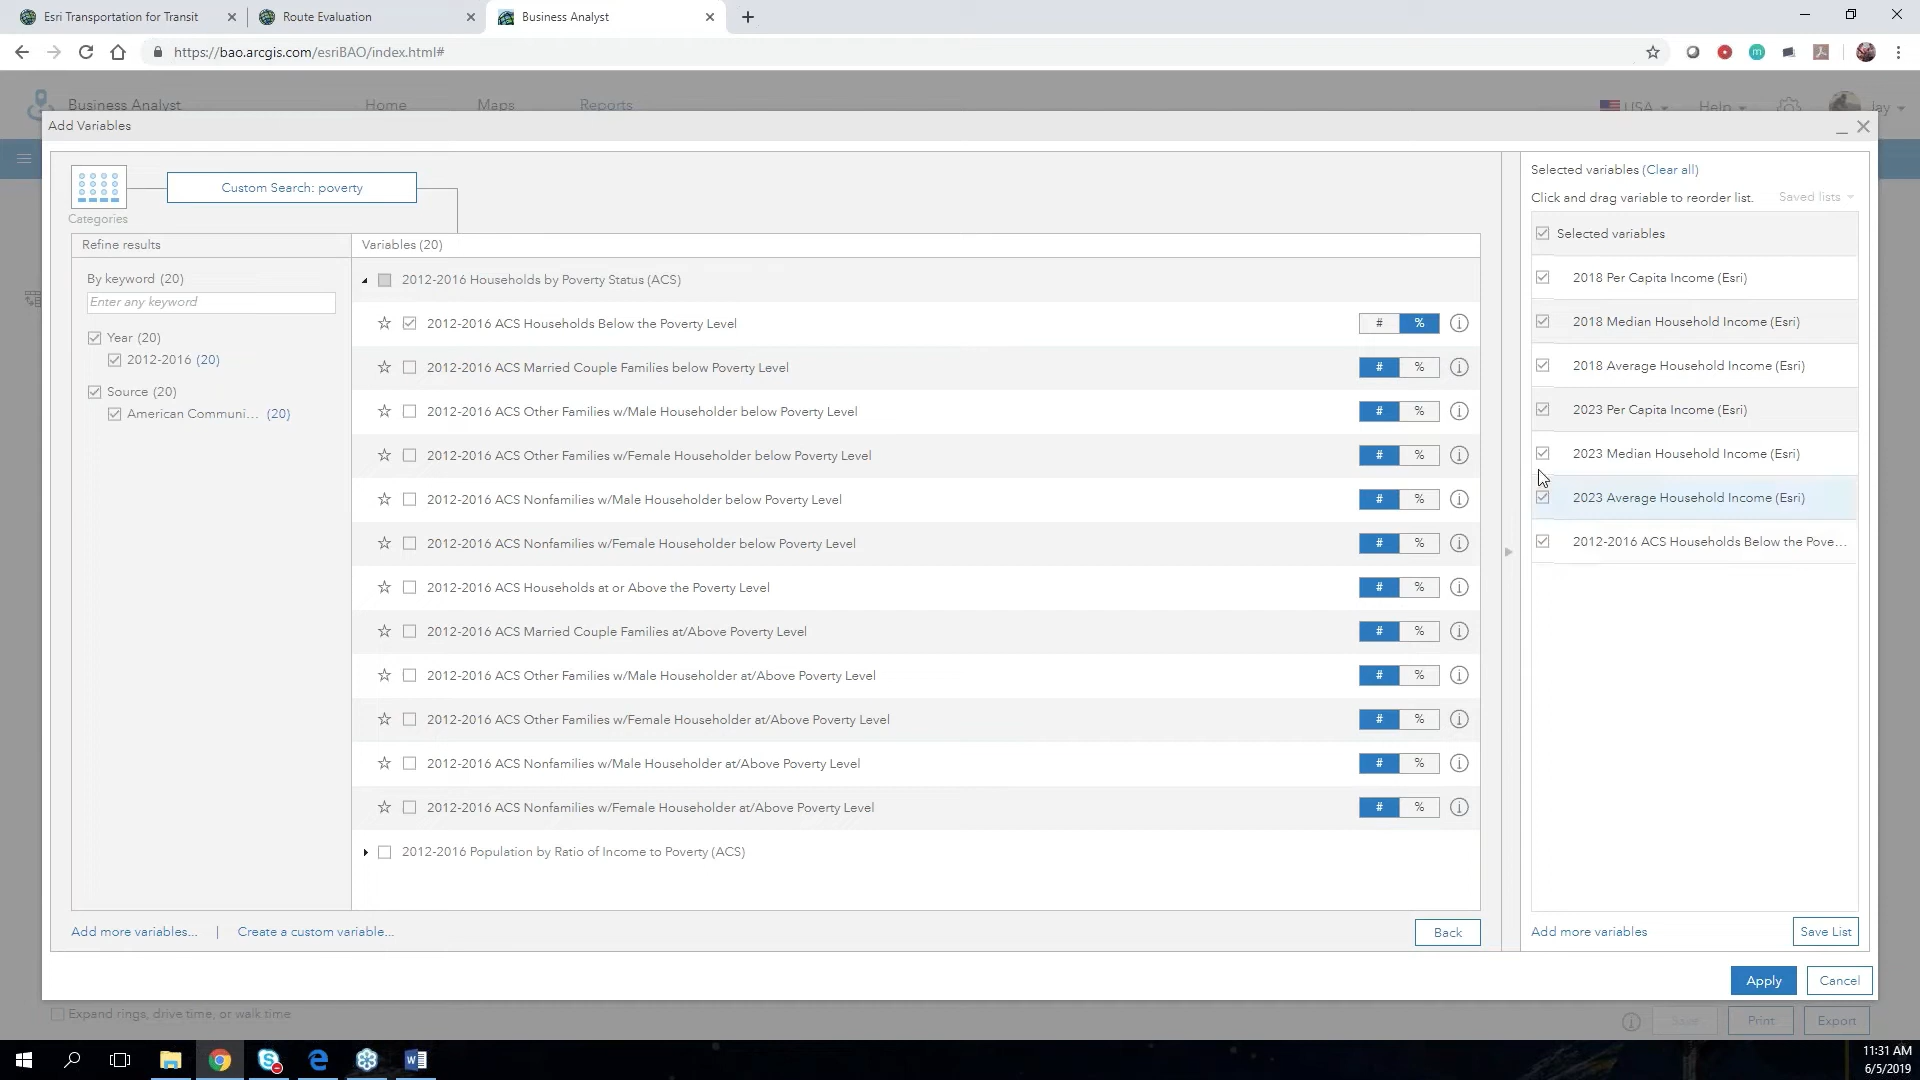 Esri Transportation for Transit
Route Evaluation
Business Analyst
https://bao.arcgis.com/esriBAO/index.html#
Business Analyst
Home
Maps
Reports
USA
Help
Jay
Add Variables
Custom Search: poverty
Categories
Refine results
By keyword (20)
Enter any keyword
Year (20)
2012-2016 (20)
Source (20)
American Communi... (20)
Variables (20)
2012-2016 Households by Poverty Status (ACS)
2012-2016 ACS Households Below the Poverty Level # %
2012-2016 ACS Married Couple Families below Poverty Level # %
2012-2016 ACS Other Families w/Male Householder below Poverty Level # %
2012-2016 ACS Other Families w/Female Householder below Poverty Level # %
2012-2016 ACS Nonfamilies w/Male Householder below Poverty Level # %
2012-2016 ACS Nonfamilies w/Female Householder below Poverty Level # %
2012-2016 ACS Households at or Above the Poverty Level # %
2012-2016 ACS Married Couple Families at/Above Poverty Level # %
2012-2016 ACS Other Families w/Male Householder at/Above Poverty Level # %
2012-2016 ACS Other Families w/Female Householder at/Above Poverty Level # %
2012-2016 ACS Nonfamilies w/Male Householder at/Above Poverty Level # %
2012-2016 ACS Nonfamilies w/Female Householder at/Above Poverty Level # %
2012-2016 Population by Ratio of Income to Poverty (ACS)
Add more variables... | Create a custom variable...
Back
Selected variables (Clear all)
Click and drag variable to reorder list.
Saved lists
Selected variables
2018 Per Capita Income (Esri)
2018 Median Household Income (Esri)
2018 Average Household Income (Esri)
2023 Per Capita Income (Esri)
2023 Median Household Income (Esri)
2023 Average Household Income (Esri)
2012-2016 ACS Households Below the Pove...
Add more variables
Save List
Apply
Cancel
Expand rings, drive time, or walk time
Save
Print
Export
11:31 AM
6/5/2019